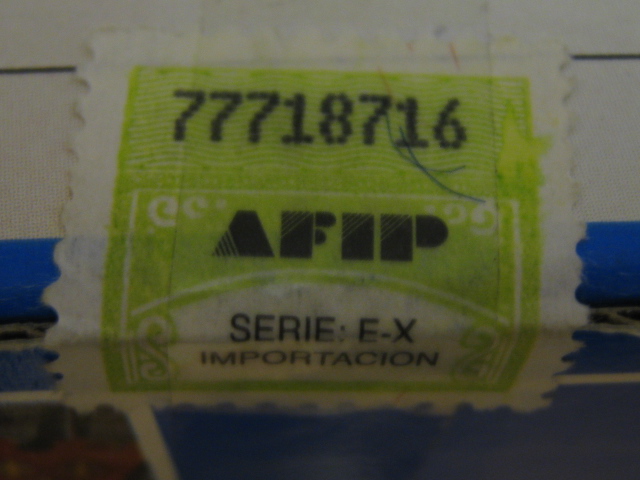 77718716
AFIP
SERIE: E-X
IMPORTACION